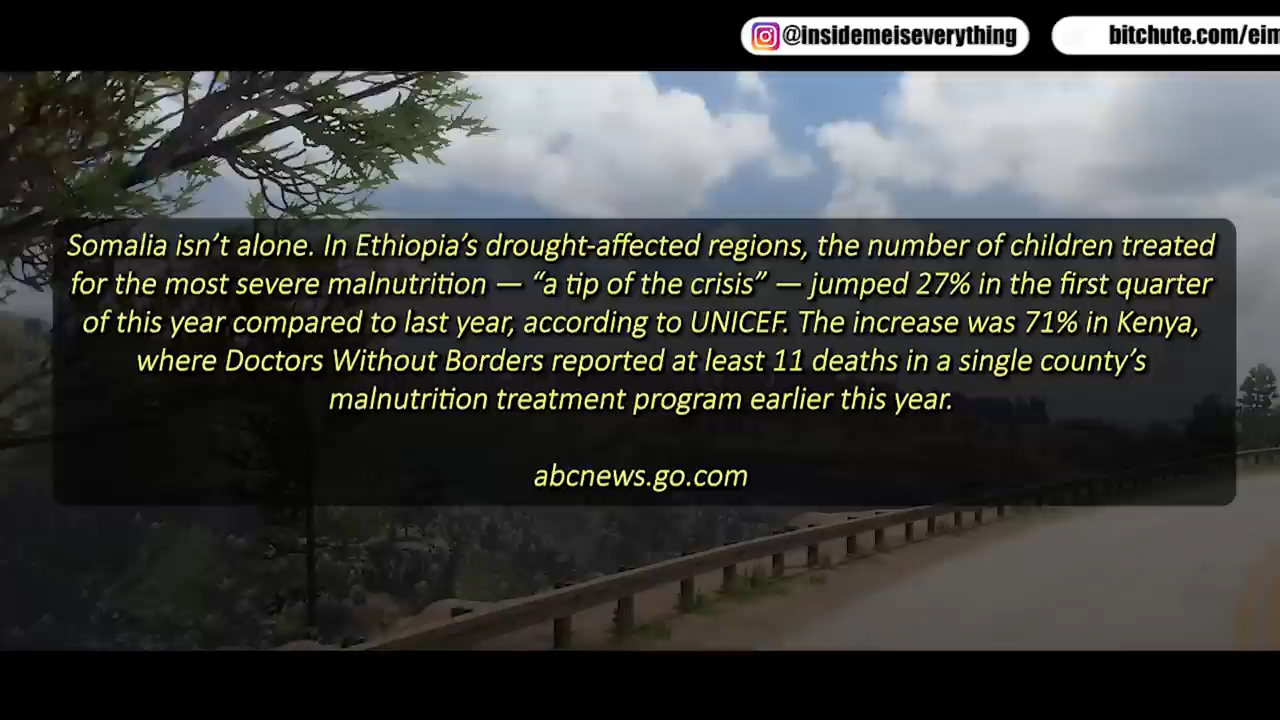 @insidemeiseverything
bitchute.com/eim
Somalia isn’t alone. In Ethiopia’s drought-affected regions, the number of children treated
for the most severe malnutrition — “a tip of the crisis” — jumped 27% in the first quarter
of this year compared to last year, according to UNICEF. The increase was 71% in Kenya,
where Doctors Without Borders reported at least 11 deaths in a single county’s
malnutrition treatment program earlier this year.
abcnews.go.com